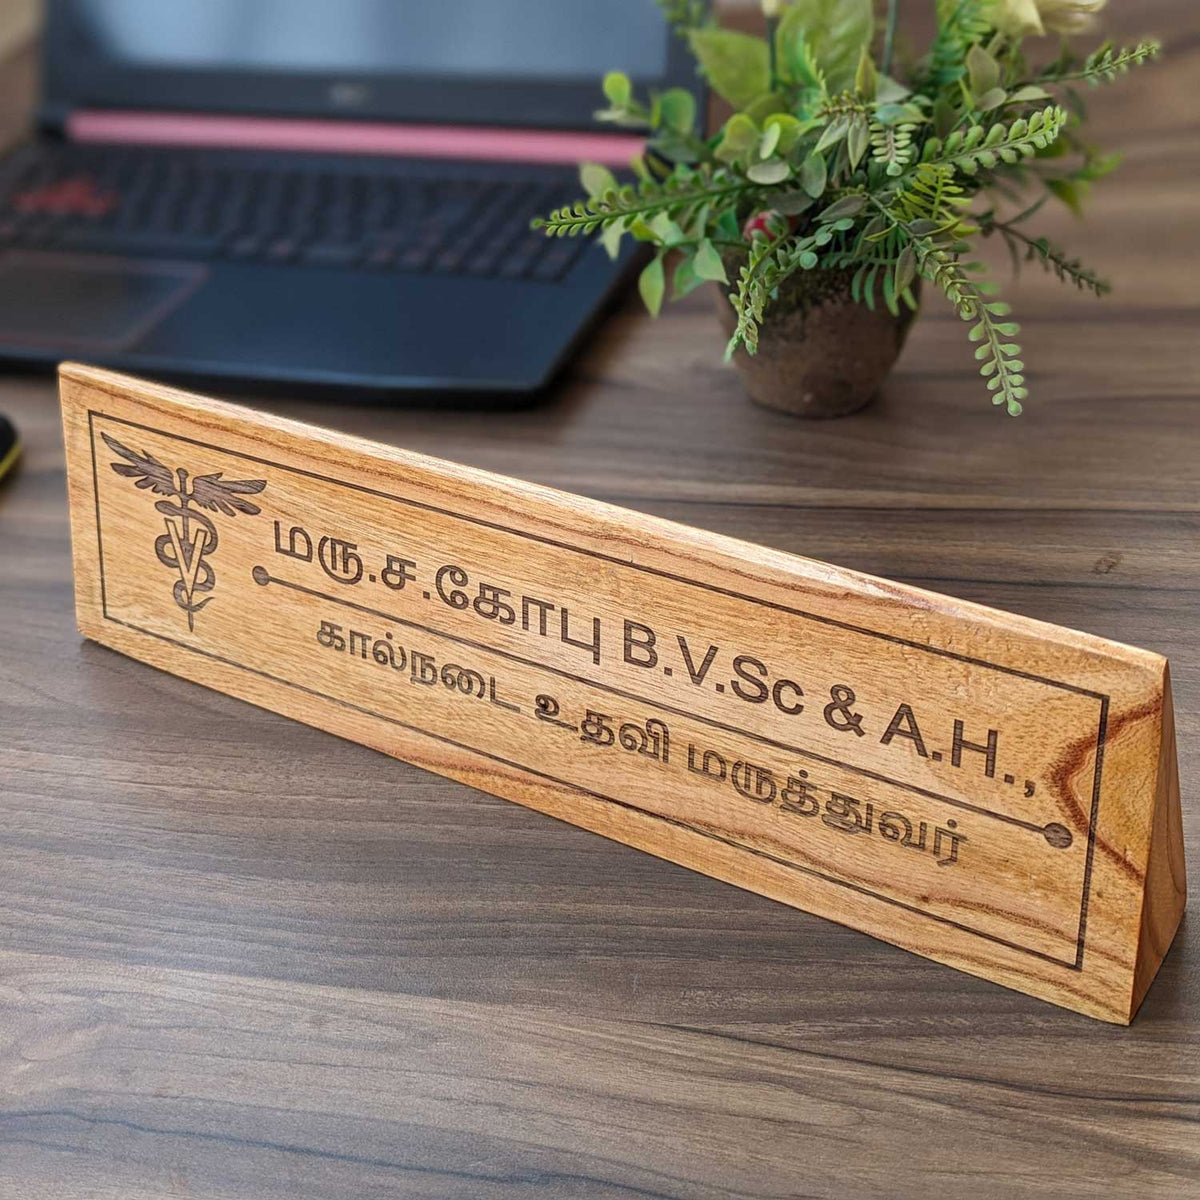 மரு.ச.கோபு B.V.Sc & A.H.,
கால்நடை உதவி மருத்துவர்